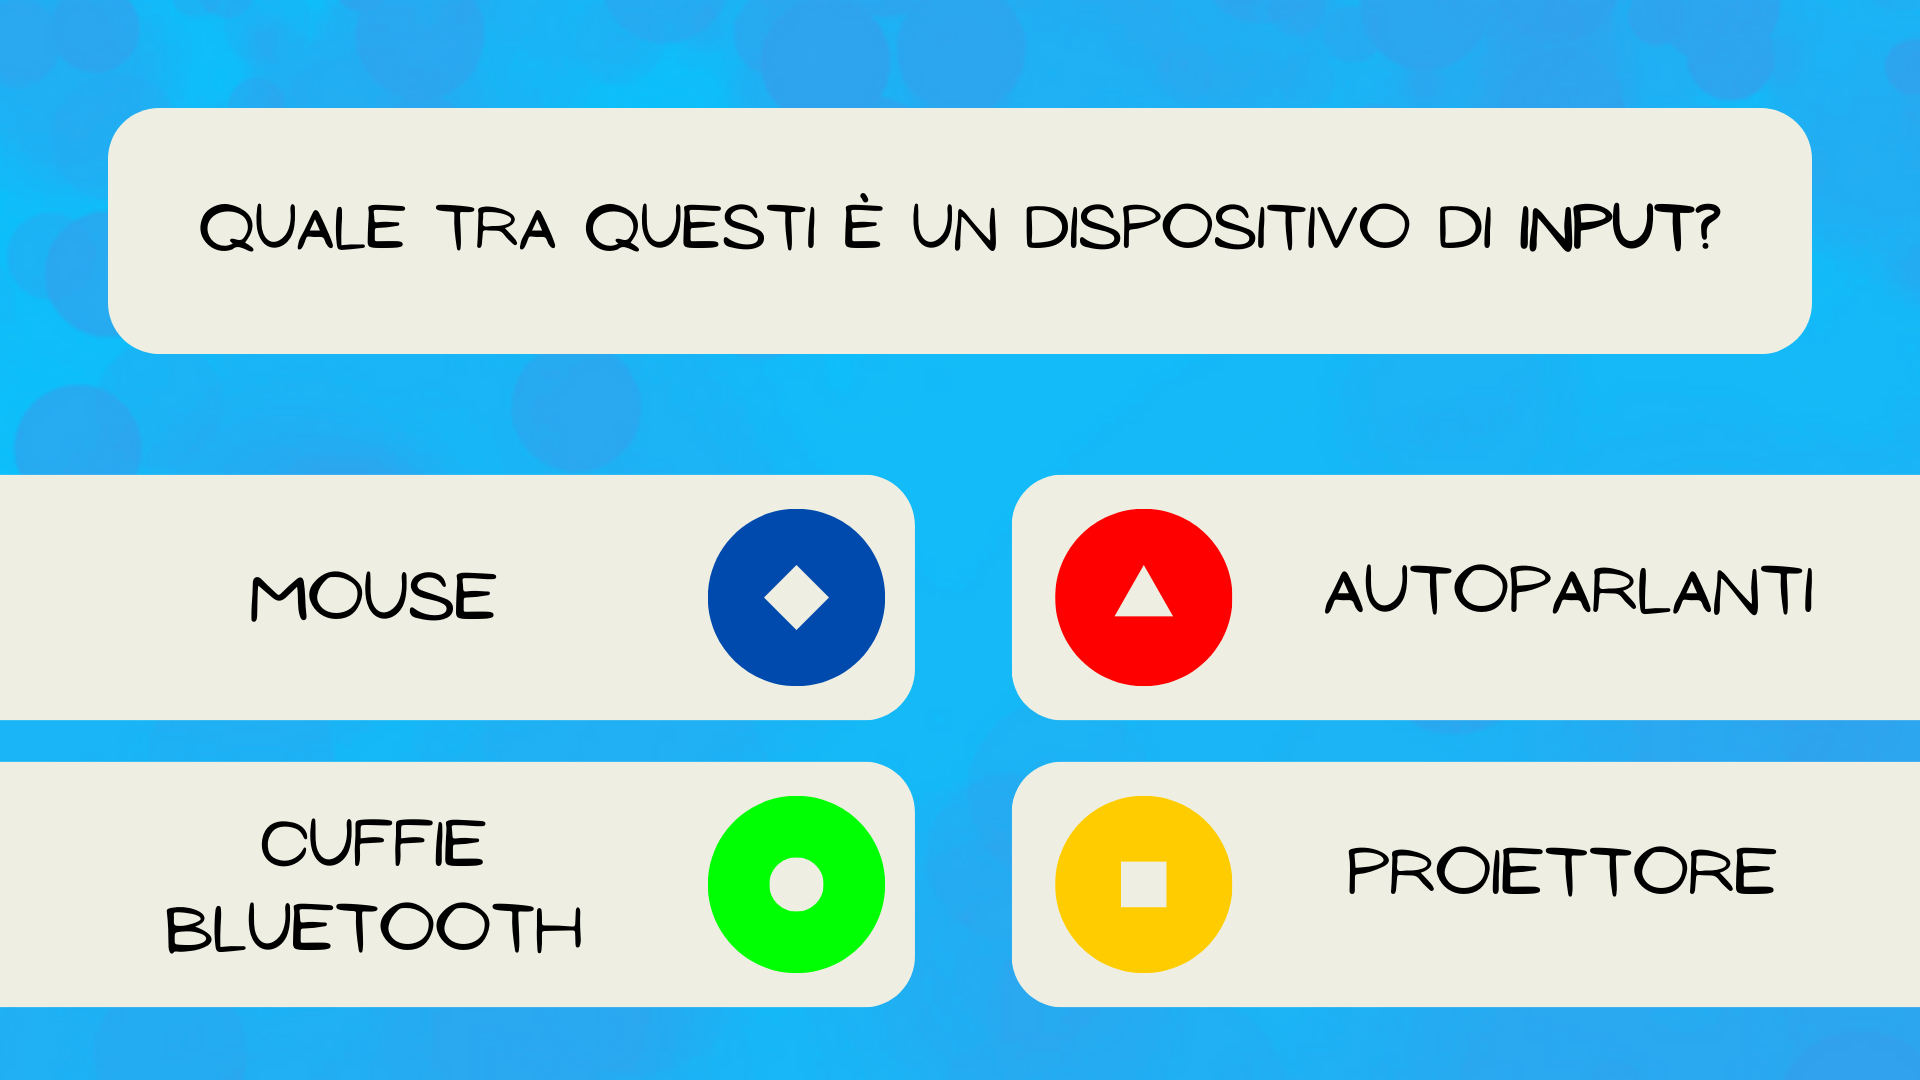 QUALE TRA QUESTI È UN DISPOSITIVO DI INPUT?
MOUSE
AUTOPARLANTI
CUFFIE
BLUETOOTH
PROIETTORE